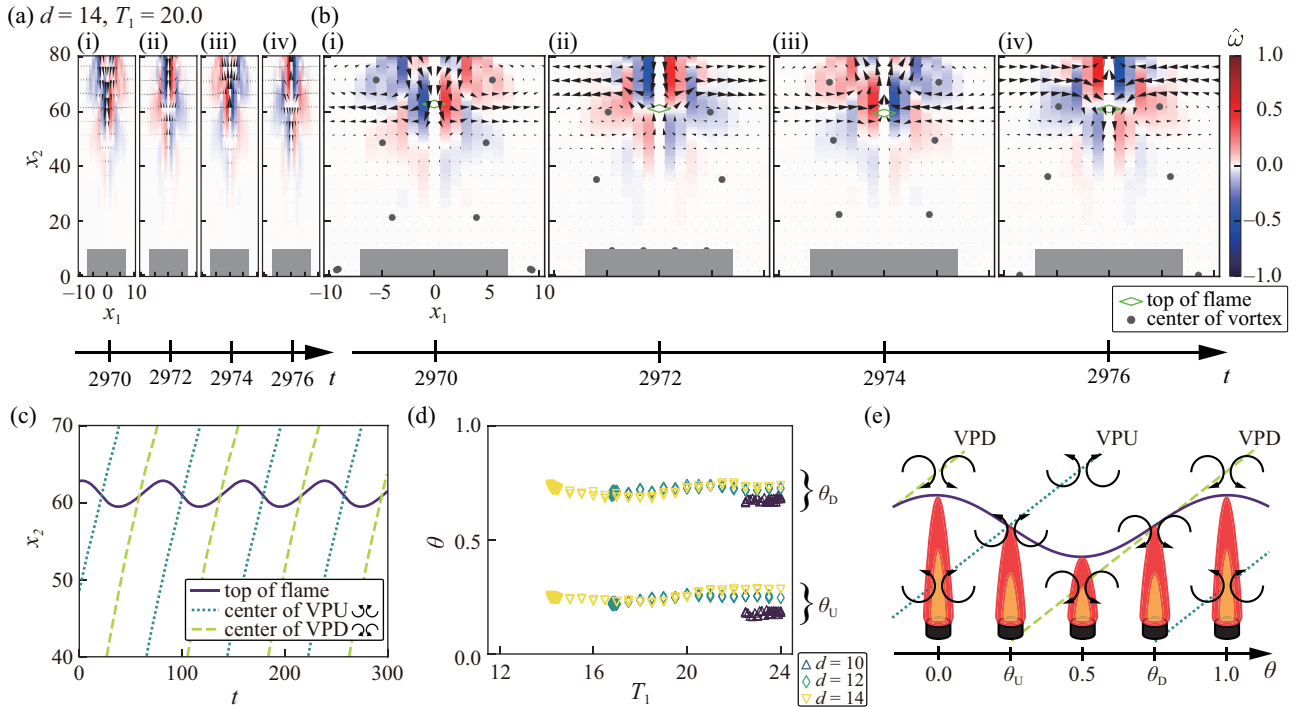 (a) d = 14, T1 = 20.0
(b)
(i) (ii) (iii) (iv)
(i) (ii) (iii) (iv)
80
60
40
20
0
x2
−10 0 10
x1
−10 −5 0 5 10
x1
ω̂
1.0
0.5
0.0
−0.5
−1.0
top of flame
center of vortex
2970 2972 2974 2976 t
2970 2972 2974 2976 t
(c)
70
60
50
40
x2
top of flame
center of VPU
center of VPD
0 100 200 300
t
(d)
1.0
0.5
0.0
θ
θD
θU
12 16 20 24
T1
d = 10
d = 12
d = 14
(e)
VPD VPU VPD
0.0 θU 0.5 θD 1.0 θ